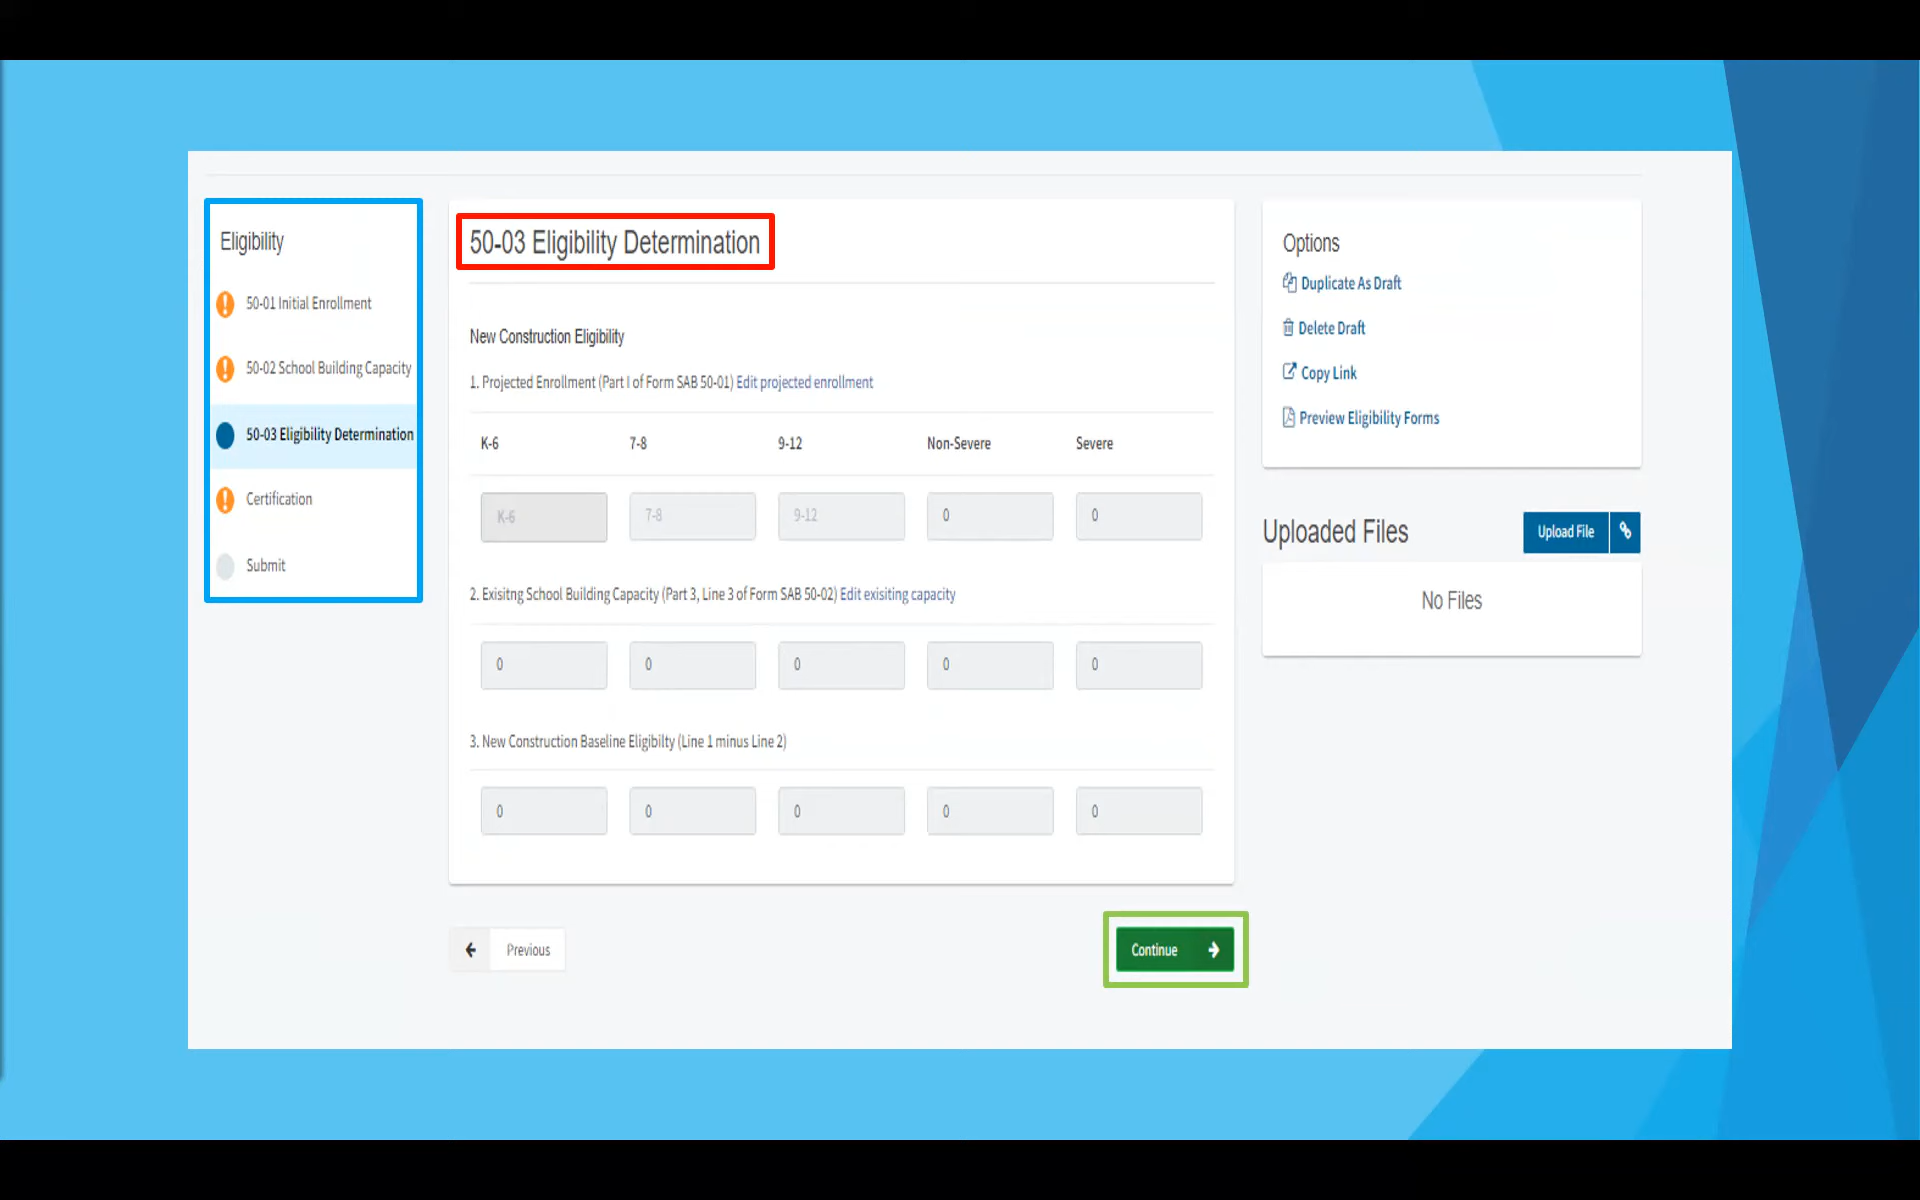 Eligibility
50-01 Initial Enrollment
50-02 School Building Capacity
50-03 Eligibility Determination
Certification
Submit
50-03 Eligibility Determination
New Construction Eligibility
1. Projected Enrollment (Part I of Form SAB 50-01) Edit projected enrollment
K-6 7-8 9-12 Non-Severe Severe
K-6 7-8 9-12 0 0
2. Exisitng School Building Capacity (Part 3, Line 3 of Form SAB 50-02) Edit exisiting capacity
0 0 0 0 0
3. New Construction Baseline Eligibilty (Line 1 minus Line 2)
0 0 0 0 0
Previous
Continue
Options
Duplicate As Draft
Delete Draft
Copy Link
Preview Eligibility Forms
Uploaded Files
Upload File
No Files